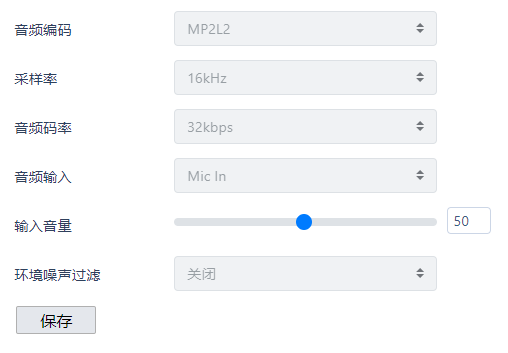 音频编码 MP2L2
采样率 16kHz
音频码率 32kbps
音频输入 Mic In
输入音量 50
环境噪声过滤 关闭
保存